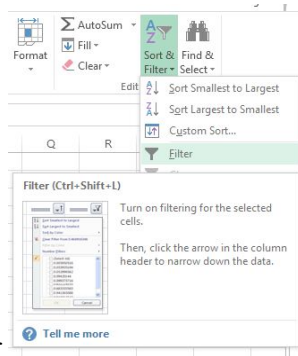 AutoSum
Fill
Clear
Format
Sort &
Filter
Find &
Select
Edit
Sort Smallest to Largest
Sort Largest to Smallest
Custom Sort...
Filter
Q R
Filter (Ctrl+Shift+L)
Turn on filtering for the selected
cells.
Then, click the arrow in the column
header to narrow down the data.
Tell me more